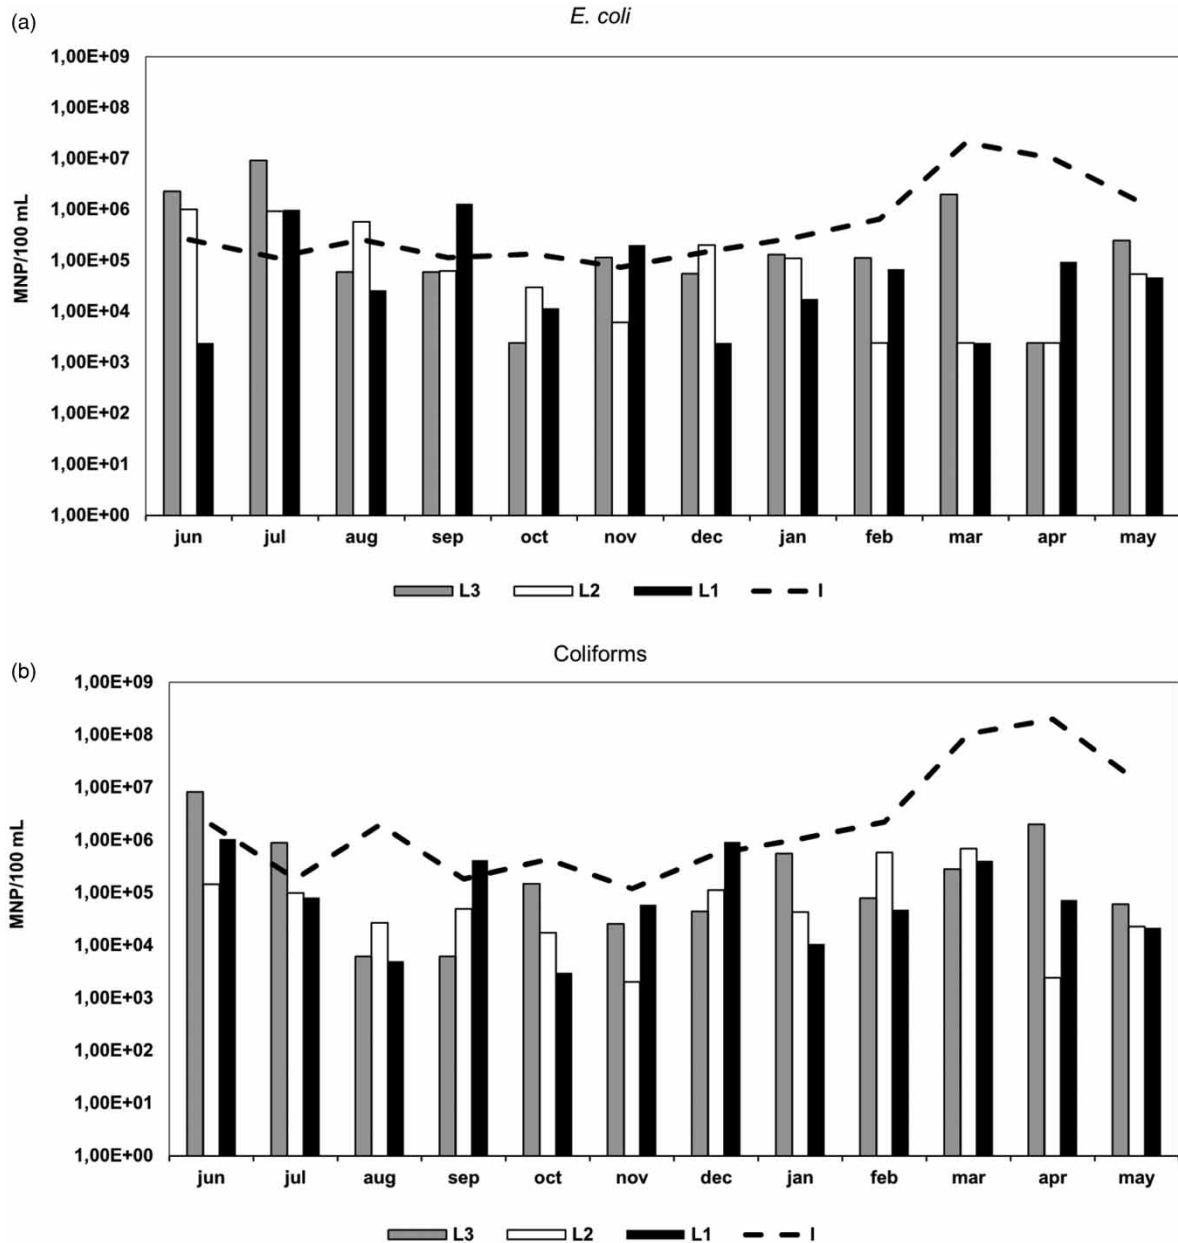 (a)
E. coli
1,00E+09
1,00E+08
1,00E+07
1,00E+06
1,00E+05
1,00E+04
1,00E+03
1,00E+02
1,00E+01
1,00E+00
MNP/100 mL
jun jul aug sep oct nov dec jan feb mar apr may
L3 L2 L1 I
(b)
Coliforms
1,00E+09
1,00E+08
1,00E+07
1,00E+06
1,00E+05
1,00E+04
1,00E+03
1,00E+02
1,00E+01
1,00E+00
MNP/100 mL
jun jul aug sep oct nov dec jan feb mar apr may
L3 L2 L1 I